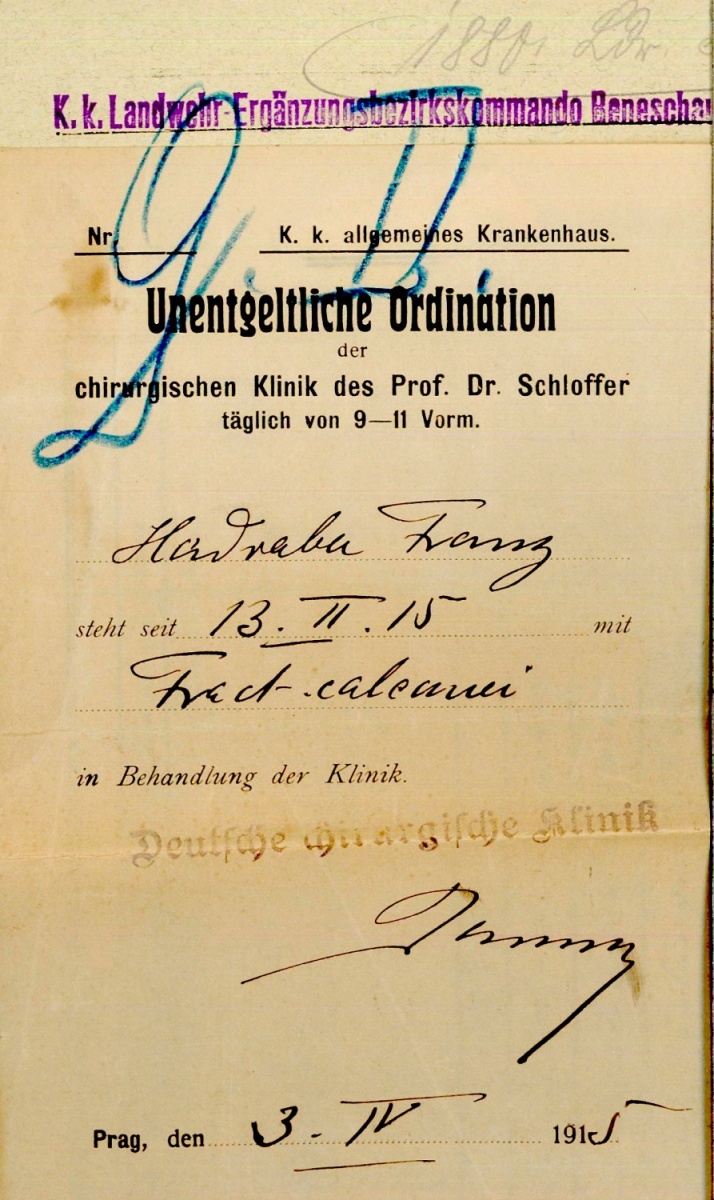 1880. Ldr.
K. k. Landwehr-Ergänzungsbezirkskommando Beneschau
Nr.
K. k. allgemeines Krankenhaus.
Unentgeltliche Ordination
der
chirurgischen Klinik des Prof. Dr. Schloffer
täglich von 9—11 Vorm.
Hadraba Franz
steht seit 13. II. 15 mit
Fract. calcanei
in Behandlung der Klinik.
Deutsche chirurgische Klinik
Prag, den 3. IV 1915